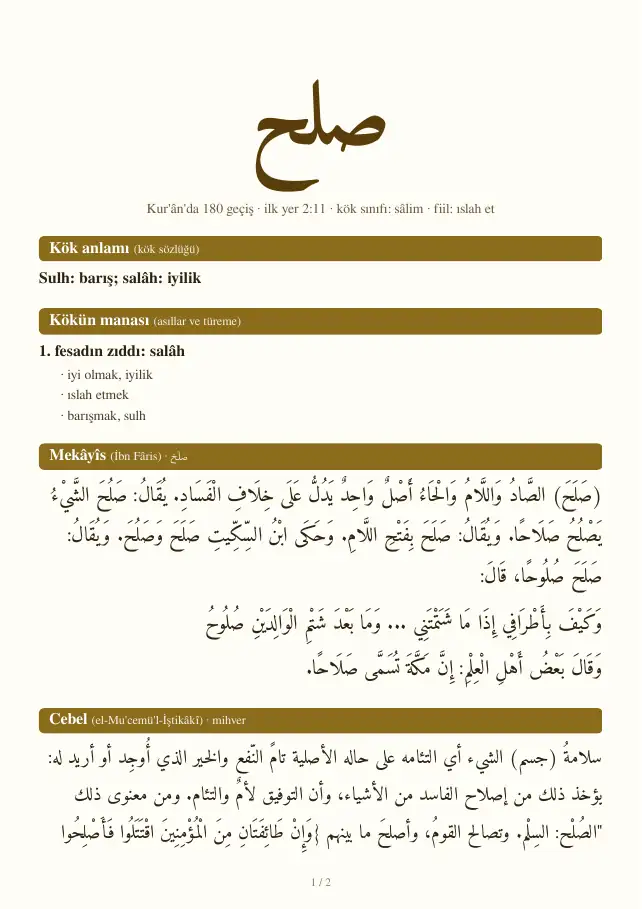 صلح
Kur'ân'da 180 geçiş · ilk yer 2:11 · kök sınıfı: sâlim · fiil: ıslah et
Kök anlamı (kök sözlüğü)
Sulh: barış; salâh: iyilik
Kökün manası (asıllar ve türeme)
1. fesadın zıddı: salâh
· iyi olmak, iyilik
· ıslah etmek
· barışmak, sulh
Mekâyîs (İbn Fâris) · صلح
(صَلَحَ) الصَّادُ وَاللَّامُ وَالْحَاءُ أَصْلٌ وَاحِدٌ يَدُلُّ عَلَى خِلَافِ الْفَسَادِ. يُقَالُ: صَلُحَ الشَّيْءُ
يَصْلُحُ صَلَاحًا. وَيُقَالُ: صَلَحَ بِفَتْحِ اللَّامِ. وَحَكَى ابْنُ السِّكِّيتِ صَلَحَ وَصَلُحَ. وَيُقَالُ:
صَلَحَ صُلُوحًا، قَالَ:
وَكَيْفَ بِأَطْرَافِي إِذَا مَا شَتَمْتَنِي ... وَمَا بَعْدَ شَتْمِ الْوَالِدَيْنِ صُلُوحُ
وَقَالَ بَعْضُ أَهْلِ الْعِلْمِ: إِنَّ مَكَّةَ تُسَمَّى صَلَاحًا.
Cebel (el-Mu'cemü'l-İştikâkî) · mihver
سلامةُ (جسم) الشيء أي التئامه على حاله الأصلية تامَّ النّفع والخير الذي أُوجِد أو أريد له:
يؤخذ ذلك من إصلاح الفاسد من الأشياء، وأن التوفيق لأمٌ والتئام. ومن معنوى ذلك
"الصُلْح: السِلْم. وتصالح القومُ، وأصلحَ ما بينهم {وَإِنْ طَائِفَتَانِ مِنَ الْمُؤْمِنِينَ اقْتَتَلُوا فَأَصْلِحُوا
1 / 2